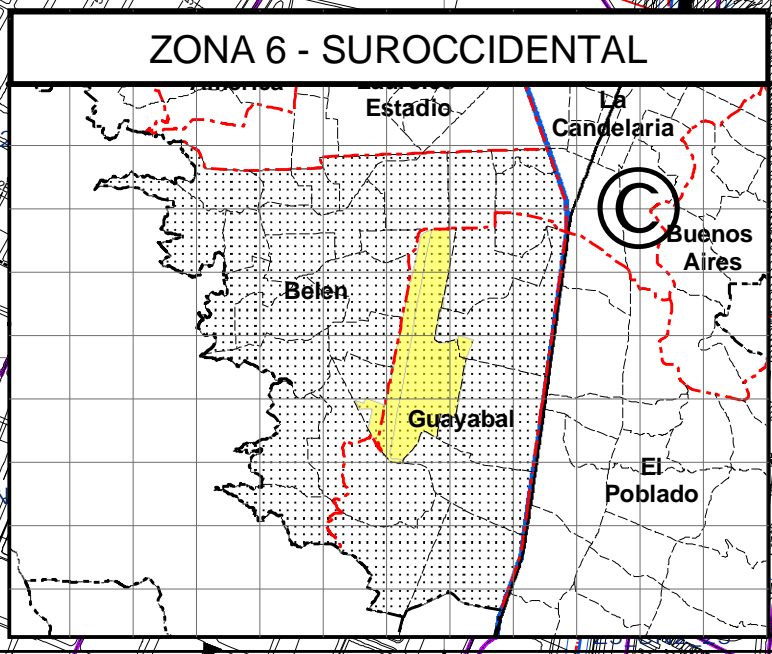 ZONA 6 - SUROCCIDENTAL
Estadio
La
Candelaria
©
Buenos
Aires
Belen
Guayabal
El
Poblado